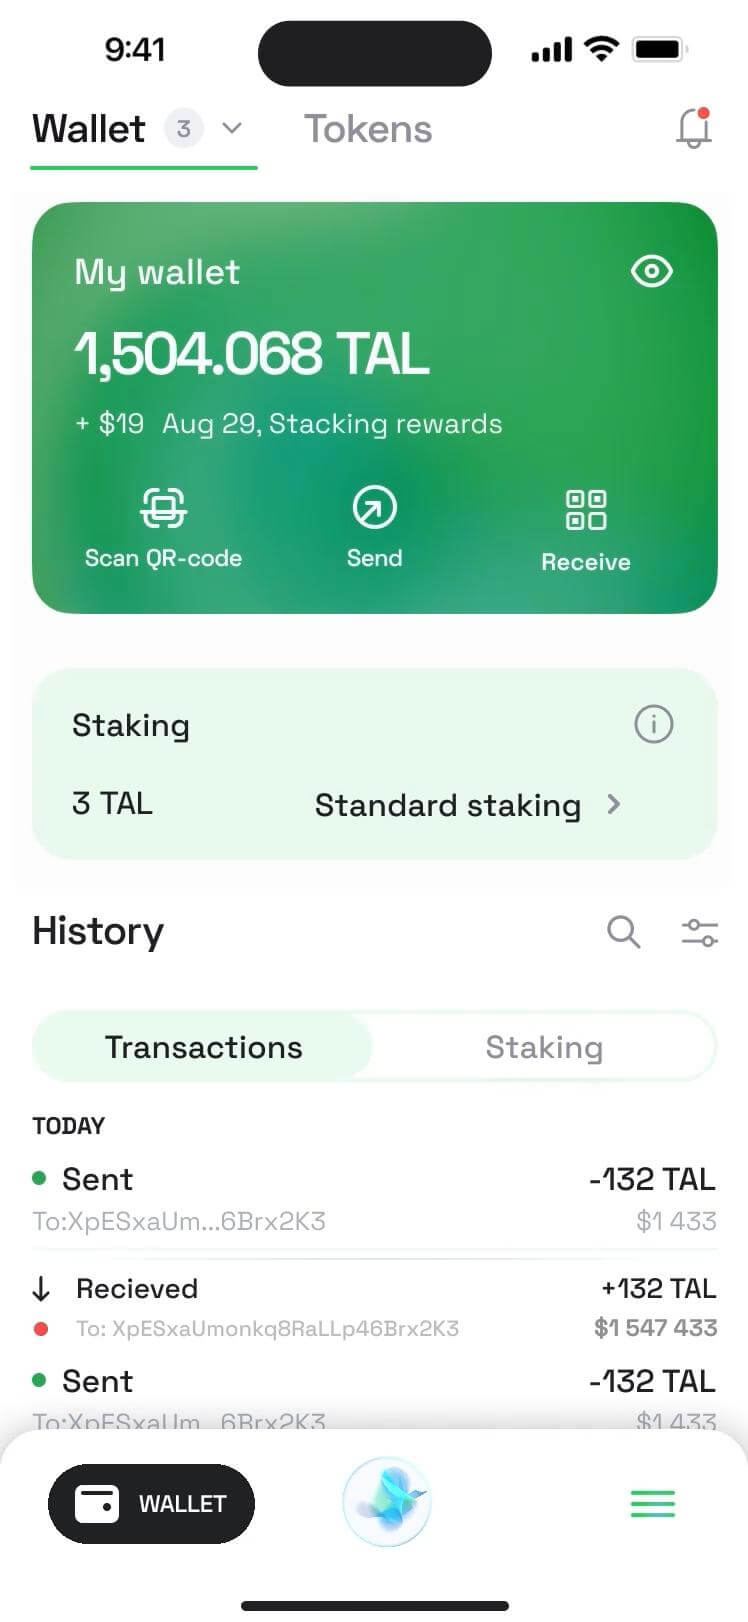 9:41
Wallet 3 Tokens
My wallet
1,504.068 TAL
+ $19 Aug 29, Stacking rewards
Scan QR-code Send Receive
Staking
3 TAL Standard staking
History
Transactions Staking
TODAY
Sent -132 TAL
To:XpESxaUm...6Brx2K3 $1 433
Recieved +132 TAL
To: XpESxaUmonkq8RaLLp46Brx2K3 $1 547 433
Sent -132 TAL
To:XpESxaUm...6Brx2K3 $1 433
WALLET